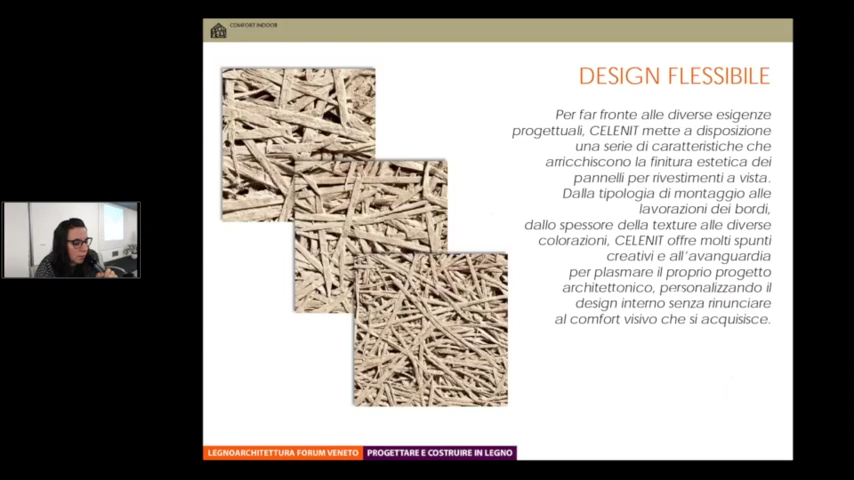 COMFORT INDOOR
DESIGN FLESSIBILE
Per far fronte alle diverse esigenze
progettuali, CELENIT mette a disposizione
una serie di caratteristiche che
arricchiscono la finitura estetica dei
pannelli per rivestimenti a vista.
Dalla tipologia di montaggio alle
lavorazioni dei bordi,
dallo spessore della texture alle diverse
colorazioni, CELENIT offre molti spunti
creativi e all'avanguardia
per plasmare il proprio progetto
architettonico, personalizzando il
design interno senza rinunciare
al comfort visivo che si acquisisce.
LEGNOARCHITETTURA FORUM VENETO PROGETTARE E COSTRUIRE IN LEGNO